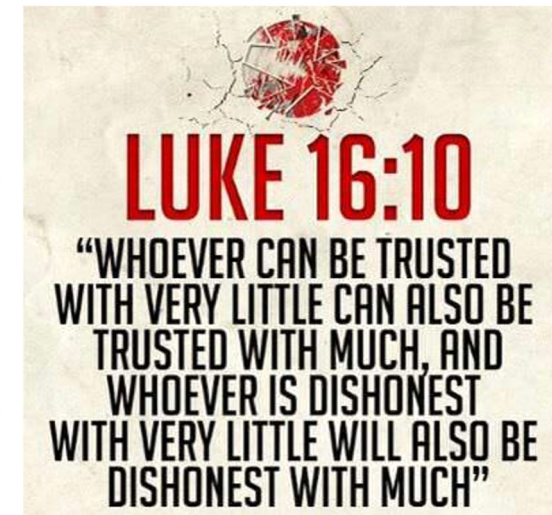 LUKE 16:10
“WHOEVER CAN BE TRUSTED
WITH VERY LITTLE CAN ALSO BE
TRUSTED WITH MUCH, AND
WHOEVER IS DISHONEST
WITH VERY LITTLE WILL ALSO BE
DISHONEST WITH MUCH”